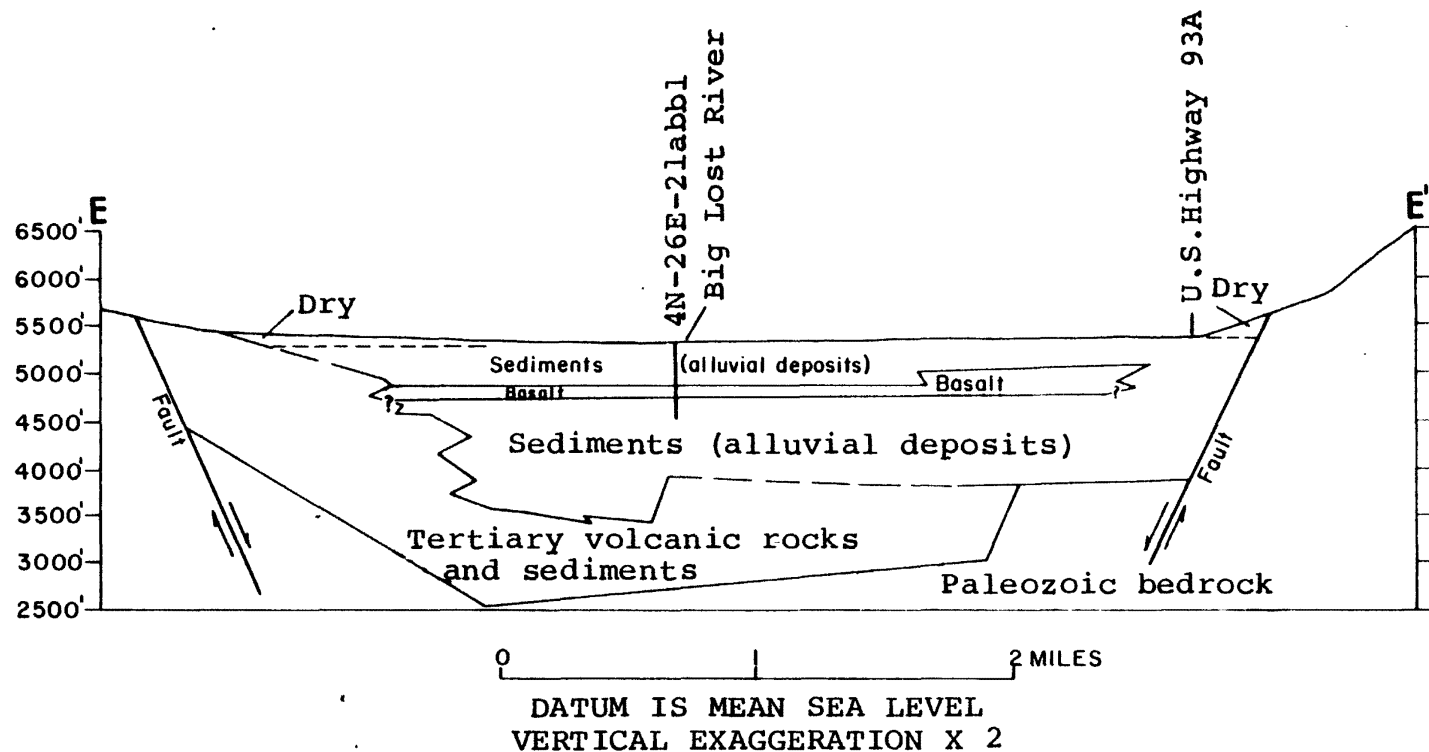 4N-26E-21abb1
Big Lost River
U.S.Highway 93A
E
E'
6500'
6000'
5500'
5000'
4500'
4000'
3500'
3000'
2500'
Dry
Dry
Sediments (alluvial deposits)
Basalt
Basalt
?
?
Sediments (alluvial deposits)
Fault
Fault
Tertiary volcanic rocks
and sediments
Paleozoic bedrock
0 1 2 MILES
DATUM IS MEAN SEA LEVEL
VERTICAL EXAGGERATION X 2